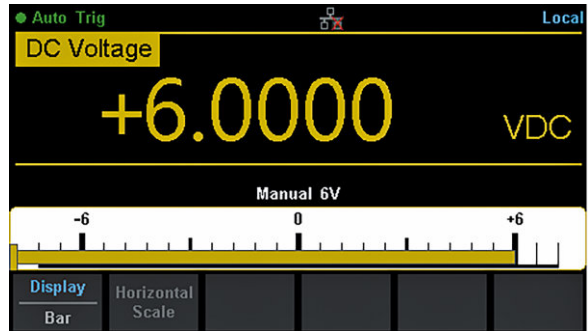 Auto Trig Local
DC Voltage
+6.0000 VDC
Manual 6V
-6 0 +6
Display Horizontal
Bar Scale